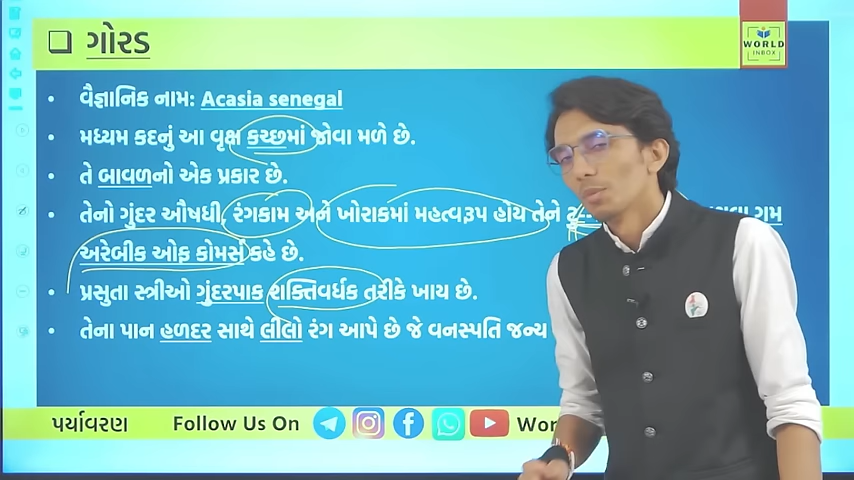 ❑ ગોરડ
WORLD
INBOX
• વૈજ્ઞાનિક નામ: Acasia senegal
• મધ્યમ કદનું આ વૃક્ષ કચ્છમાં જોવા મળે છે.
• તે બાવળનો એક પ્રકાર છે.
• તેનો ગુંદર ઔષધી, રંગકામ અને ખોરાકમાં મહત્વરૂપ હોય તેને ગમ
અરેબીક ઓફ કોમર્સ કહે છે.
• પ્રસુતા સ્ત્રીઓ ગુંદરપાક શક્તિવર્ધક તરીકે ખાય છે.
• તેના પાન હળદર સાથે લીલો રંગ આપે છે જે વનસ્પતિ જન્ય
પર્યાવરણ Follow Us On